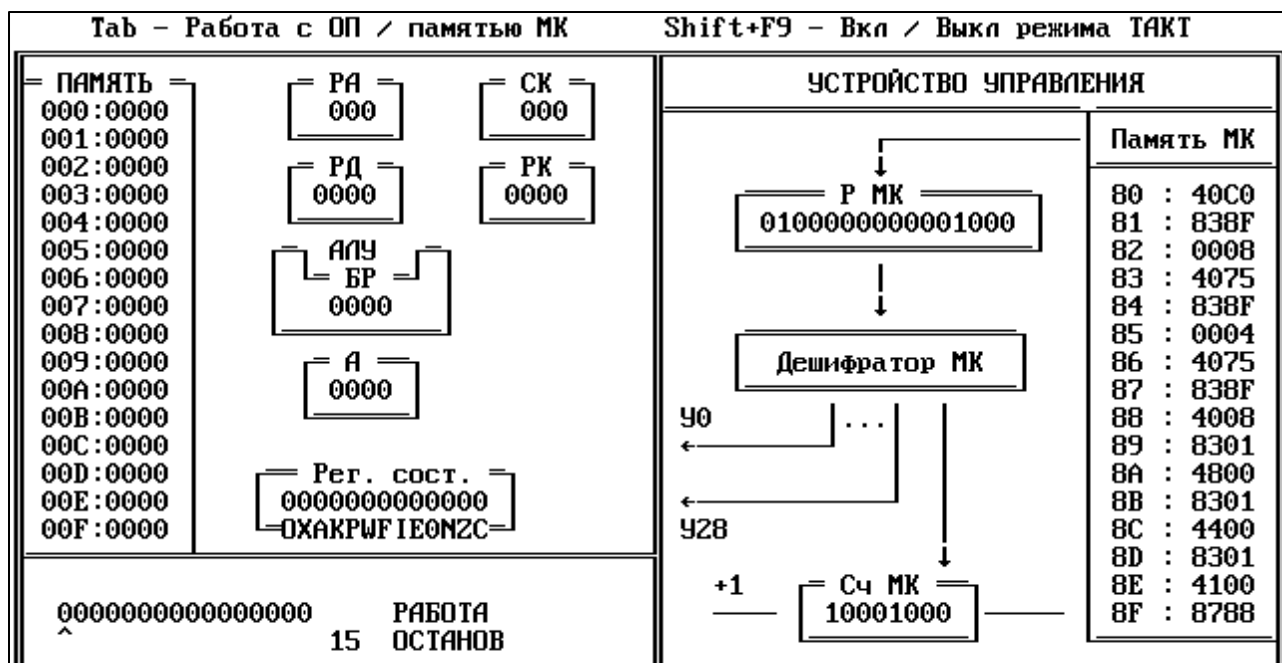 Tab – Работа с ОП / памятью МК Shift+F9 – Вкл / Выкл режима ТАКТ
ПАМЯТЬ
000:0000
001:0000
002:0000
003:0000
004:0000
005:0000
006:0000
007:0000
008:0000
009:0000
00A:0000
00B:0000
00C:0000
00D:0000
00E:0000
00F:0000
РА
000
СК
000
РД
0000
РК
0000
АЛУ
БР
0000
А
0000
Рег. сост.
0000000000000
OXAKPWFIE0NZC
0000000000000000 РАБОТА
^ 15 ОСТАНОВ
УСТРОЙСТВО УПРАВЛЕНИЯ
Р МК
0100000000001000
Дешифратор МК
У0
...
У28
+1
Сч МК
10001000
Память МК
80 : 40C0
81 : 838F
82 : 0008
83 : 4075
84 : 838F
85 : 0004
86 : 4075
87 : 838F
88 : 4008
89 : 8301
8A : 4800
8B : 8301
8C : 4400
8D : 8301
8E : 4100
8F : 8788